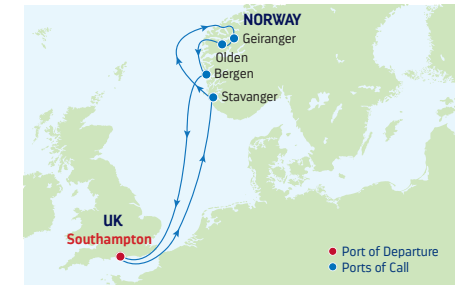 NORWAY
Geiranger
Olden
Bergen
Stavanger
UK
Southampton
Port of Departure
Ports of Call